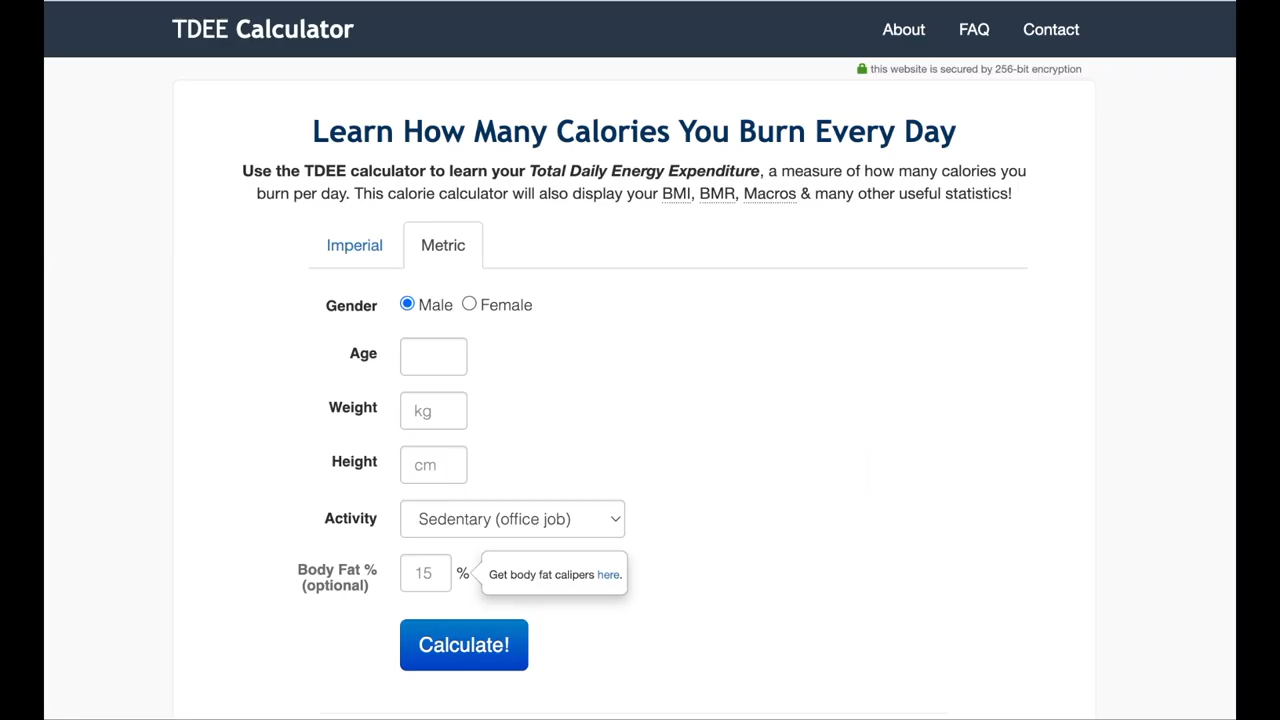 TDEE Calculator
About FAQ Contact
this website is secured by 256-bit encryption
Learn How Many Calories You Burn Every Day
Use the TDEE calculator to learn your Total Daily Energy Expenditure, a measure of how many calories you
burn per day. This calorie calculator will also display your BMI, BMR, Macros & many other useful statistics!
Imperial Metric
Gender Male Female
Age
Weight kg
Height cm
Activity Sedentary (office job)
Body Fat % 15 % Get body fat calipers here.
(optional)
Calculate!